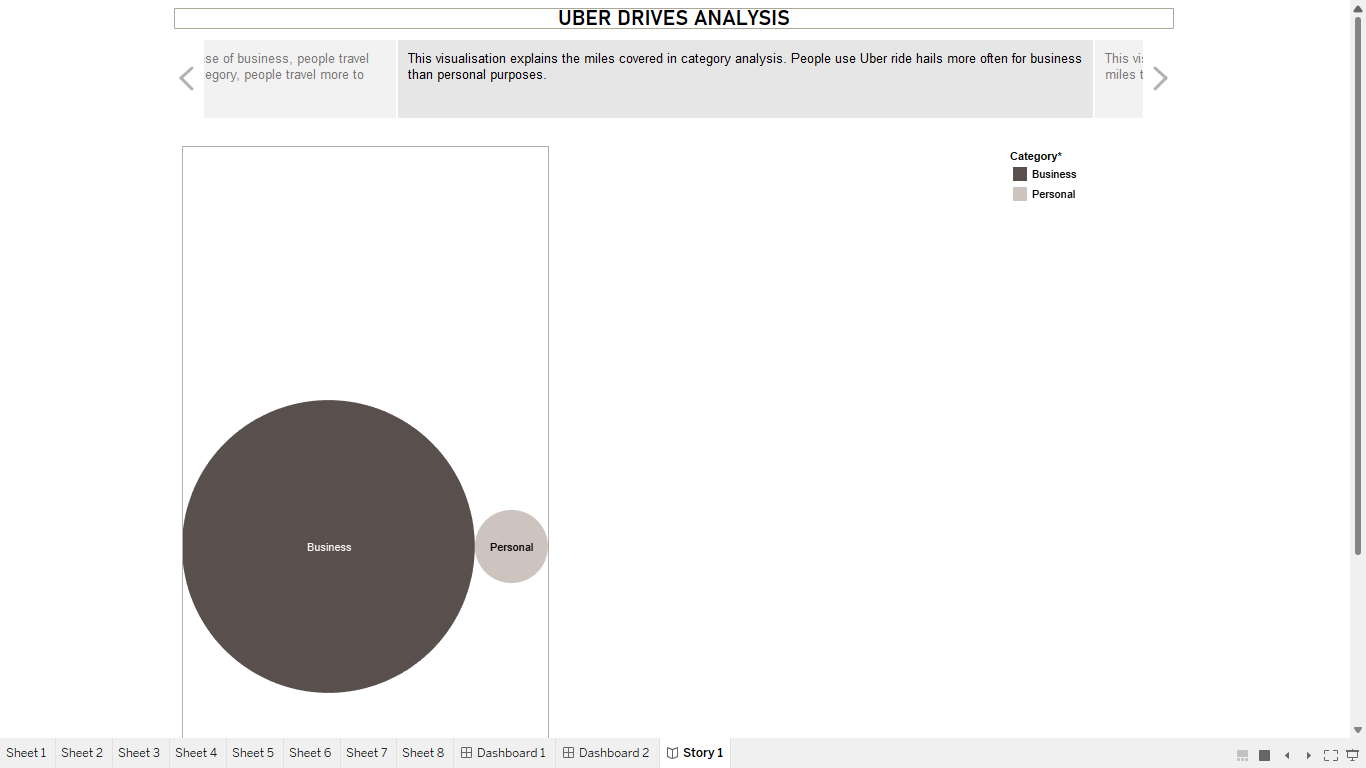 UBER DRIVES ANALYSIS
se of business, people travel
egory, people travel more to
This visualisation explains the miles covered in category analysis. People use Uber ride hails more often for business
than personal purposes.
This
miles
Category*
Business
Personal
Business
Personal
Sheet 1 Sheet 2 Sheet 3 Sheet 4 Sheet 5 Sheet 6 Sheet 7 Sheet 8 Dashboard 1 Dashboard 2 Story 1